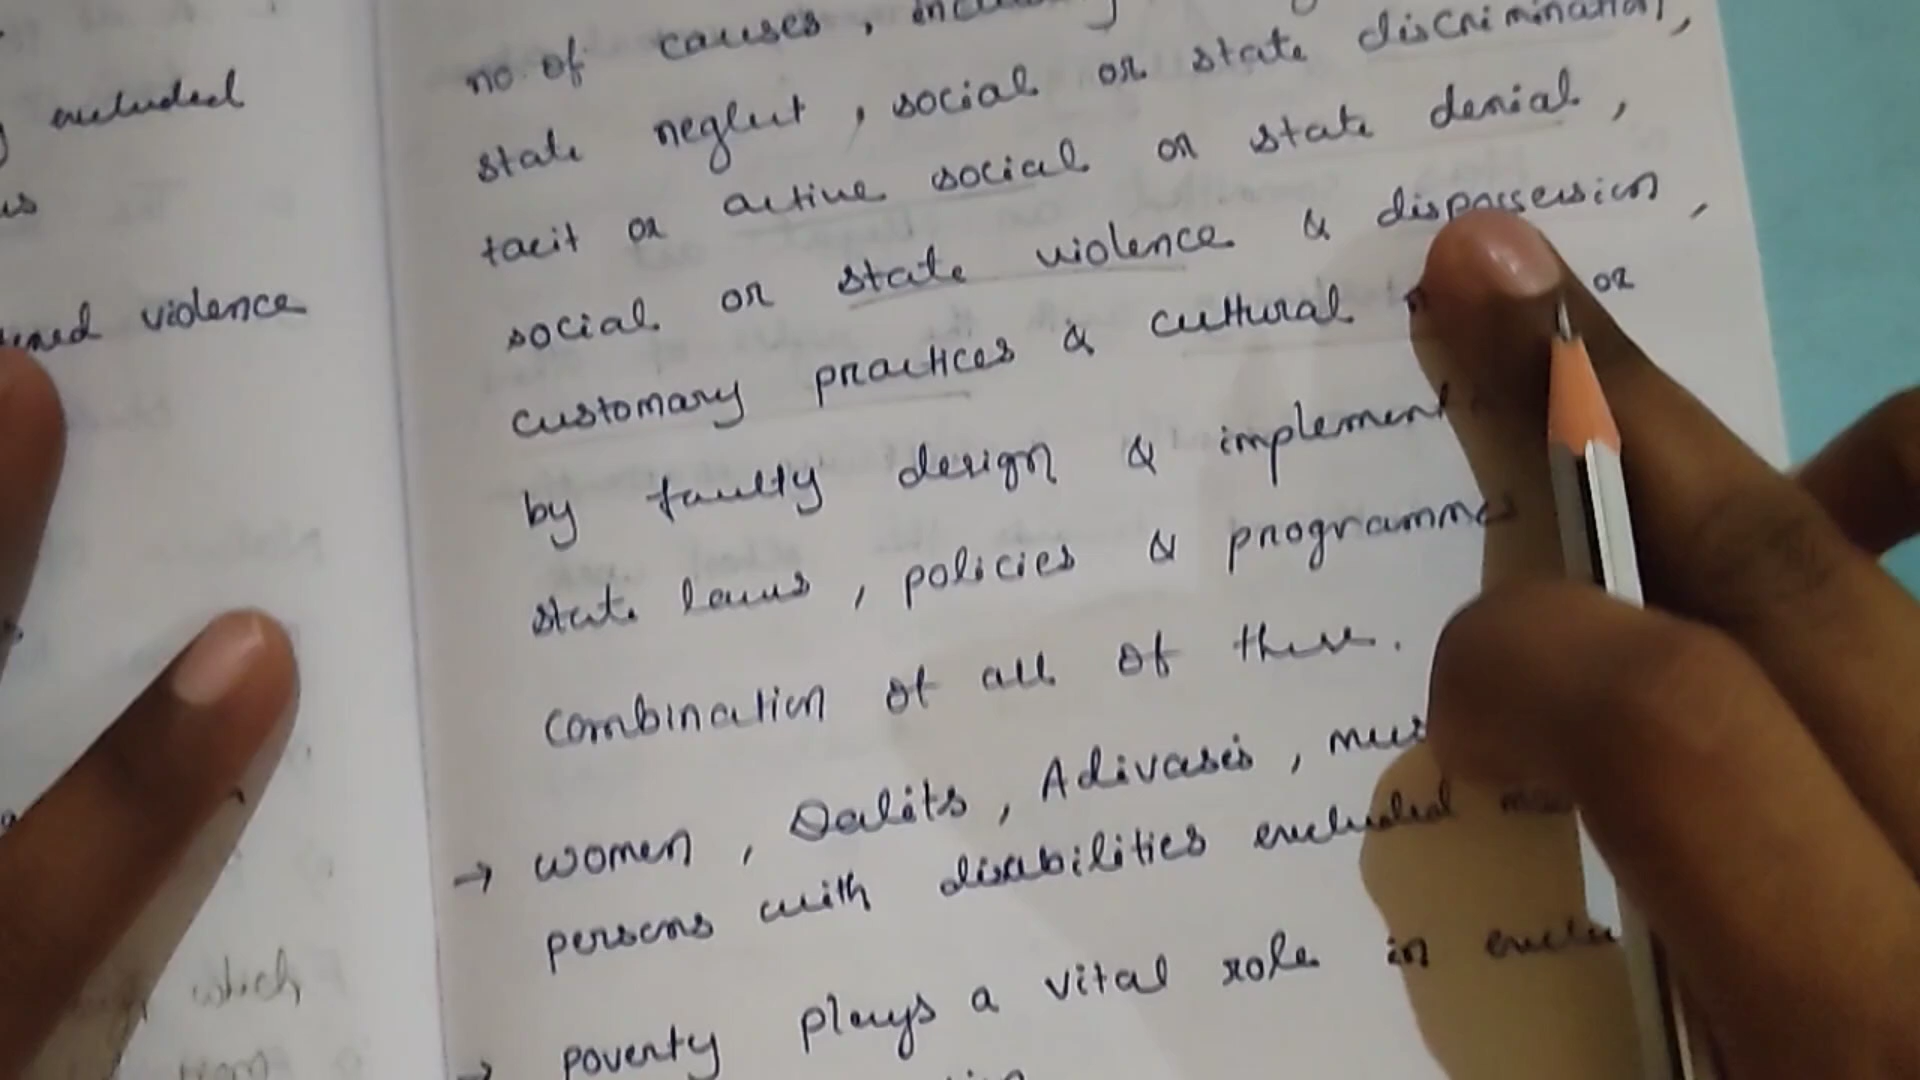 excluded
violence
which
no of causes,
state neglect, social or state discrimination,
tacit or active social or state denial,
social or state violence & dispossession,
customary practices & cultural or
by faulty design & implement
state laws, policies & programmes
combination of all of these.
→ women, Dalits, Adivasis,
persons with disabilities excluded
→ poverty plays a vital role in